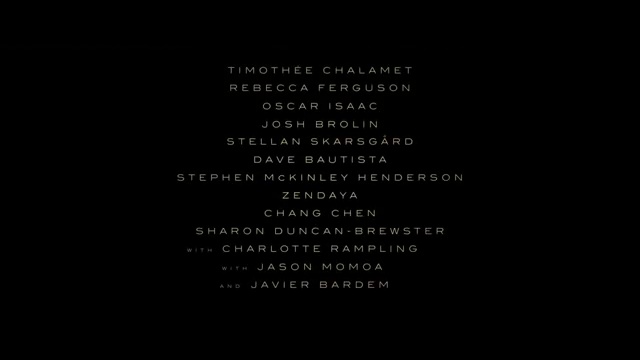 TIMOTHÉE CHALAMET
REBECCA FERGUSON
OSCAR ISAAC
JOSH BROLIN
STELLAN SKARSGÅRD
DAVE BAUTISTA
STEPHEN McKINLEY HENDERSON
ZENDAYA
CHANG CHEN
SHARON DUNCAN-BREWSTER
WITH CHARLOTTE RAMPLING
WITH JASON MOMOA
AND JAVIER BARDEM